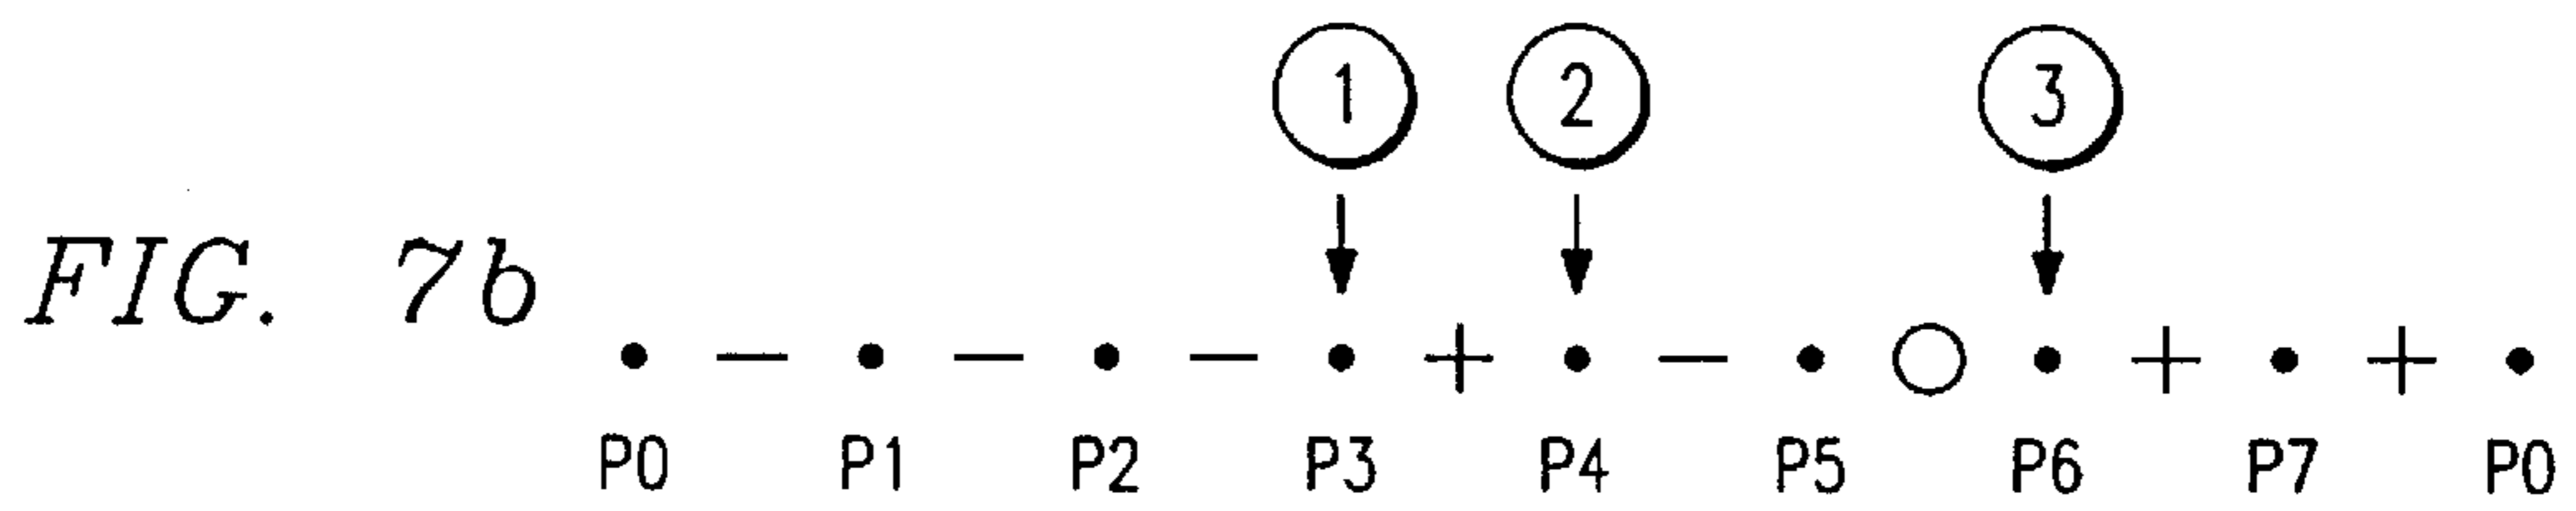 1 2 3
FIG. 7b
• — • — • — • + • — • ○ • + • + •
P0 P1 P2 P3 P4 P5 P6 P7 P0